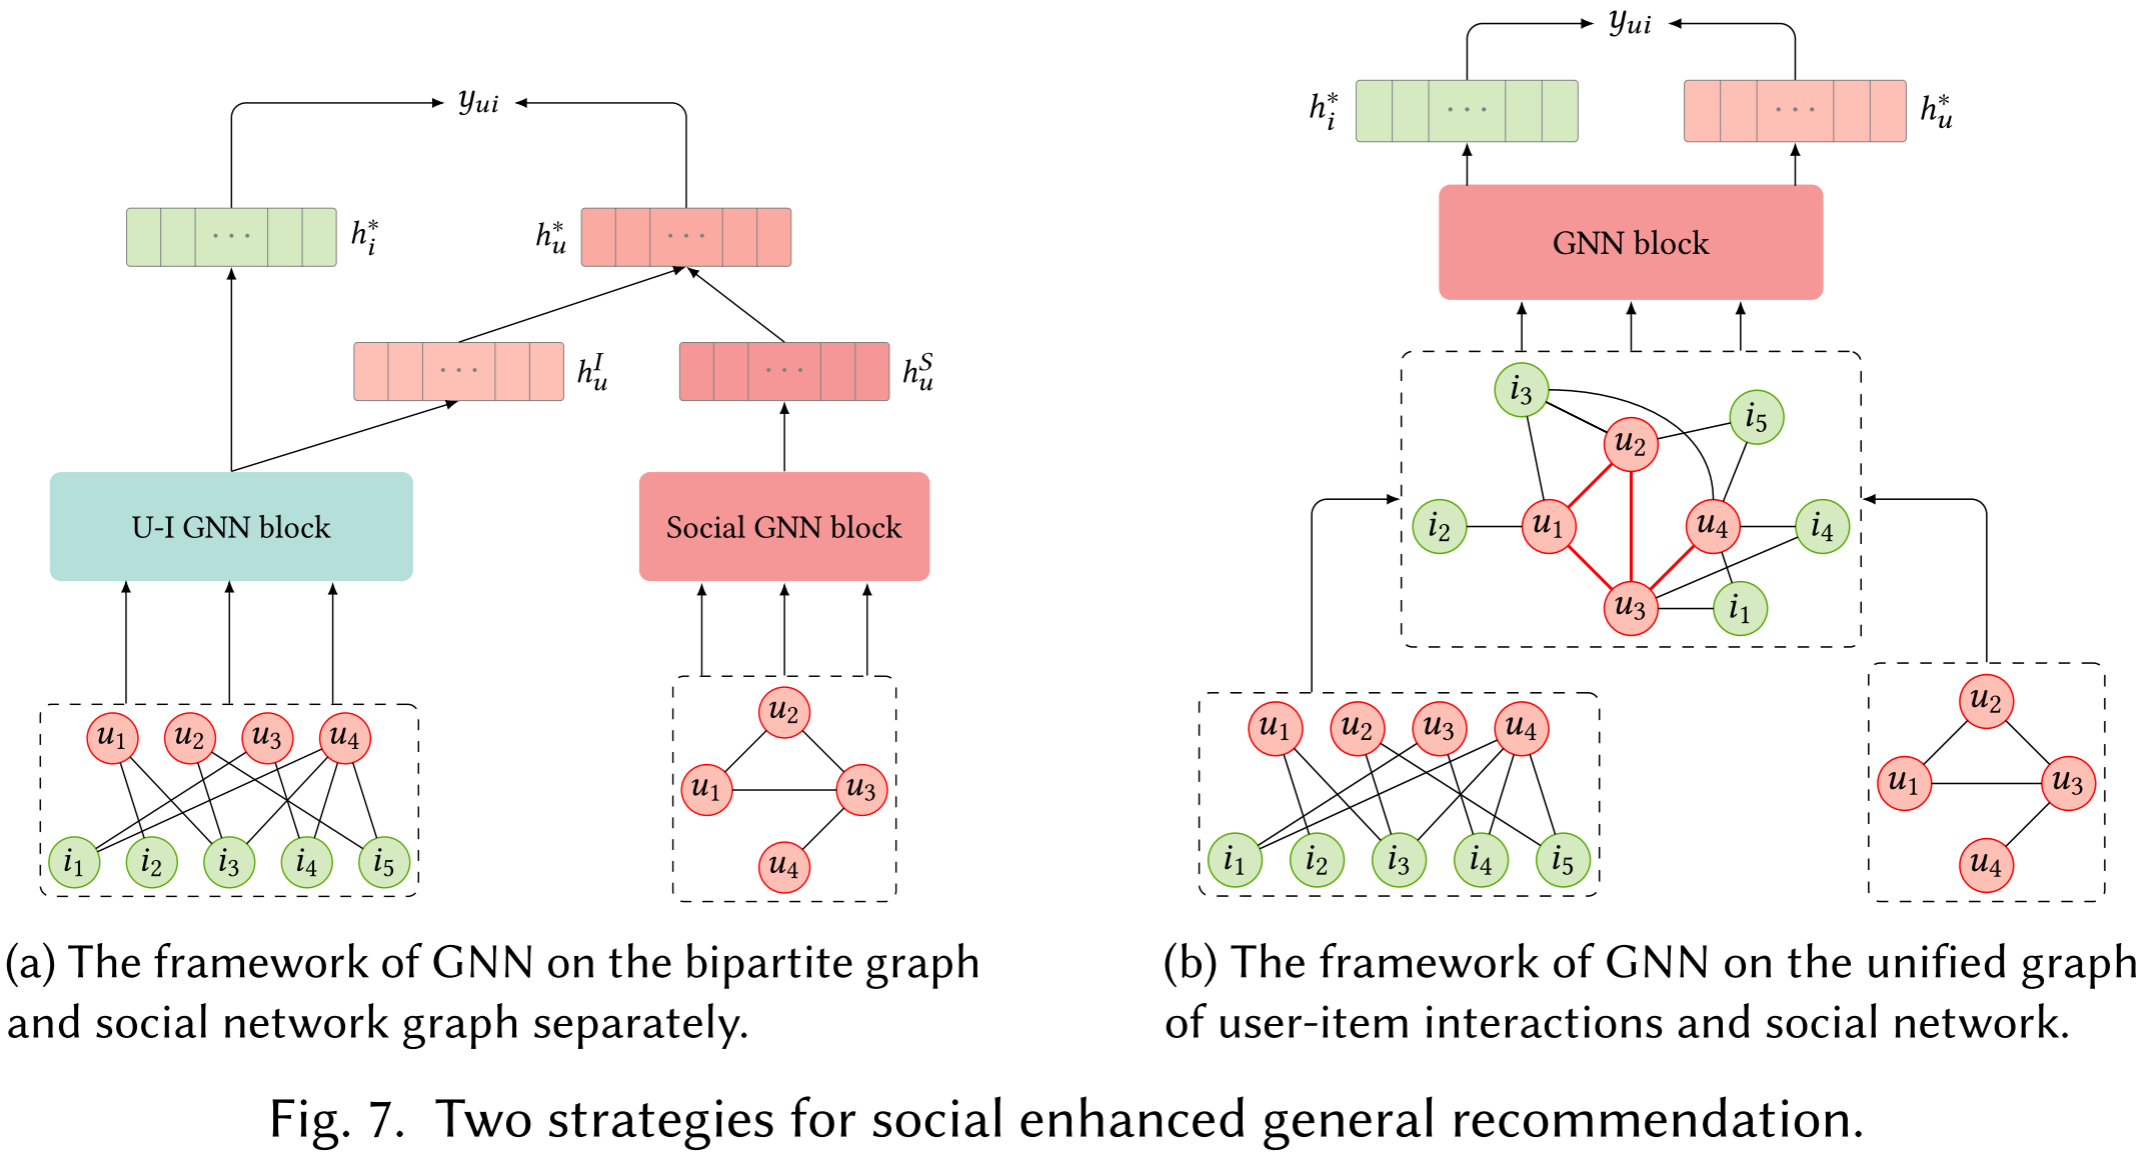 y_{ui}
h_i^*
h_u^*
h_u^I
h_u^S
U-I GNN block
Social GNN block
u_1 u_2 u_3 u_4
i_1 i_2 i_3 i_4 i_5
u_2
u_1 u_3
u_4
(a) The framework of GNN on the bipartite graph
and social network graph separately.
y_{ui}
h_i^*
h_u^*
GNN block
i_3
i_5
u_2
i_2 u_1 u_4 i_4
u_3 i_1
u_1 u_2 u_3 u_4
i_1 i_2 i_3 i_4 i_5
u_2
u_1 u_3
u_4
(b) The framework of GNN on the unified graph
of user-item interactions and social network.
Fig. 7. Two strategies for social enhanced general recommendation.